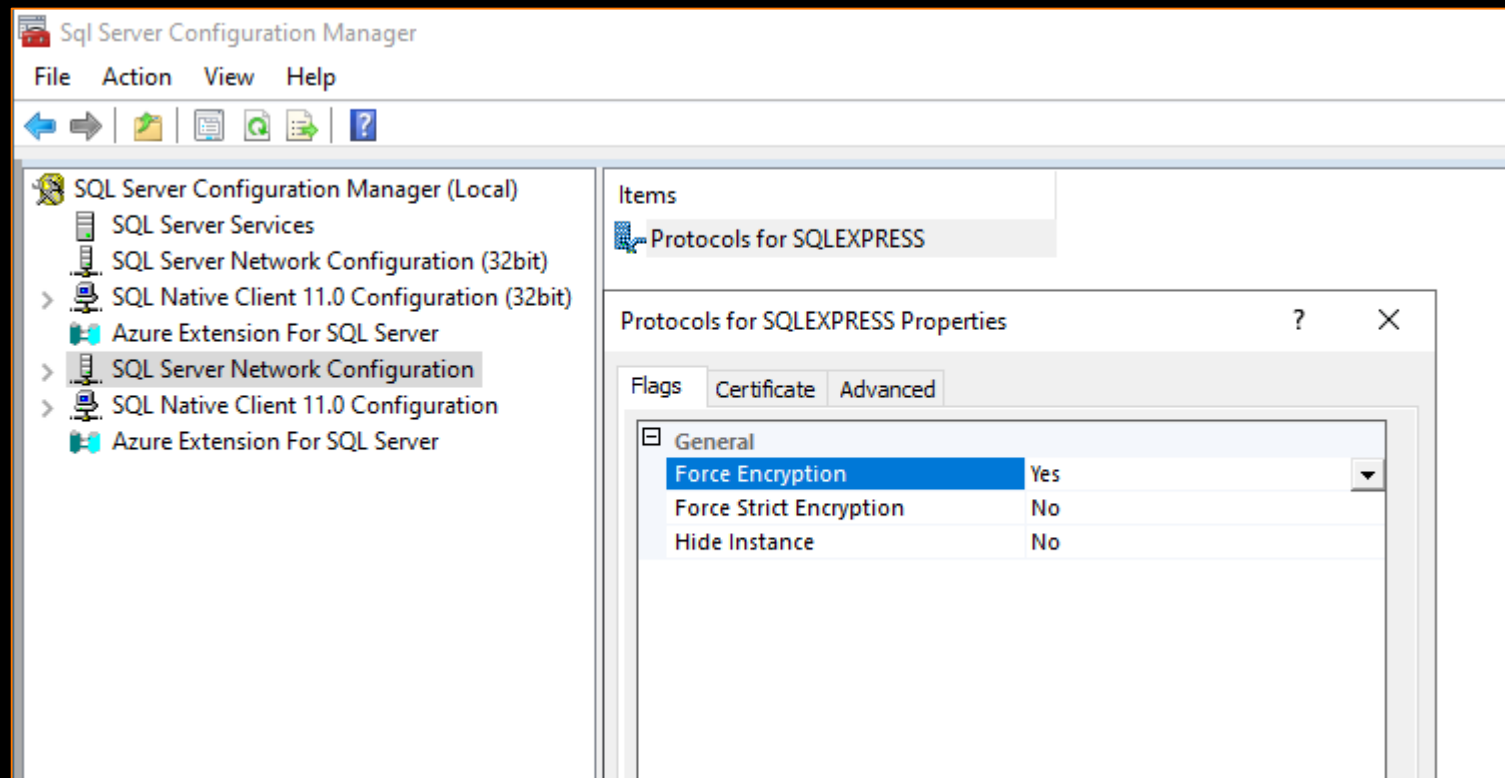 Sql Server Configuration Manager
File Action View Help
SQL Server Configuration Manager (Local)
SQL Server Services
SQL Server Network Configuration (32bit)
SQL Native Client 11.0 Configuration (32bit)
Azure Extension For SQL Server
SQL Server Network Configuration
SQL Native Client 11.0 Configuration
Azure Extension For SQL Server
Items
Protocols for SQLEXPRESS
Protocols for SQLEXPRESS Properties
Flags Certificate Advanced
General
Force Encryption Yes
Force Strict Encryption No
Hide Instance No